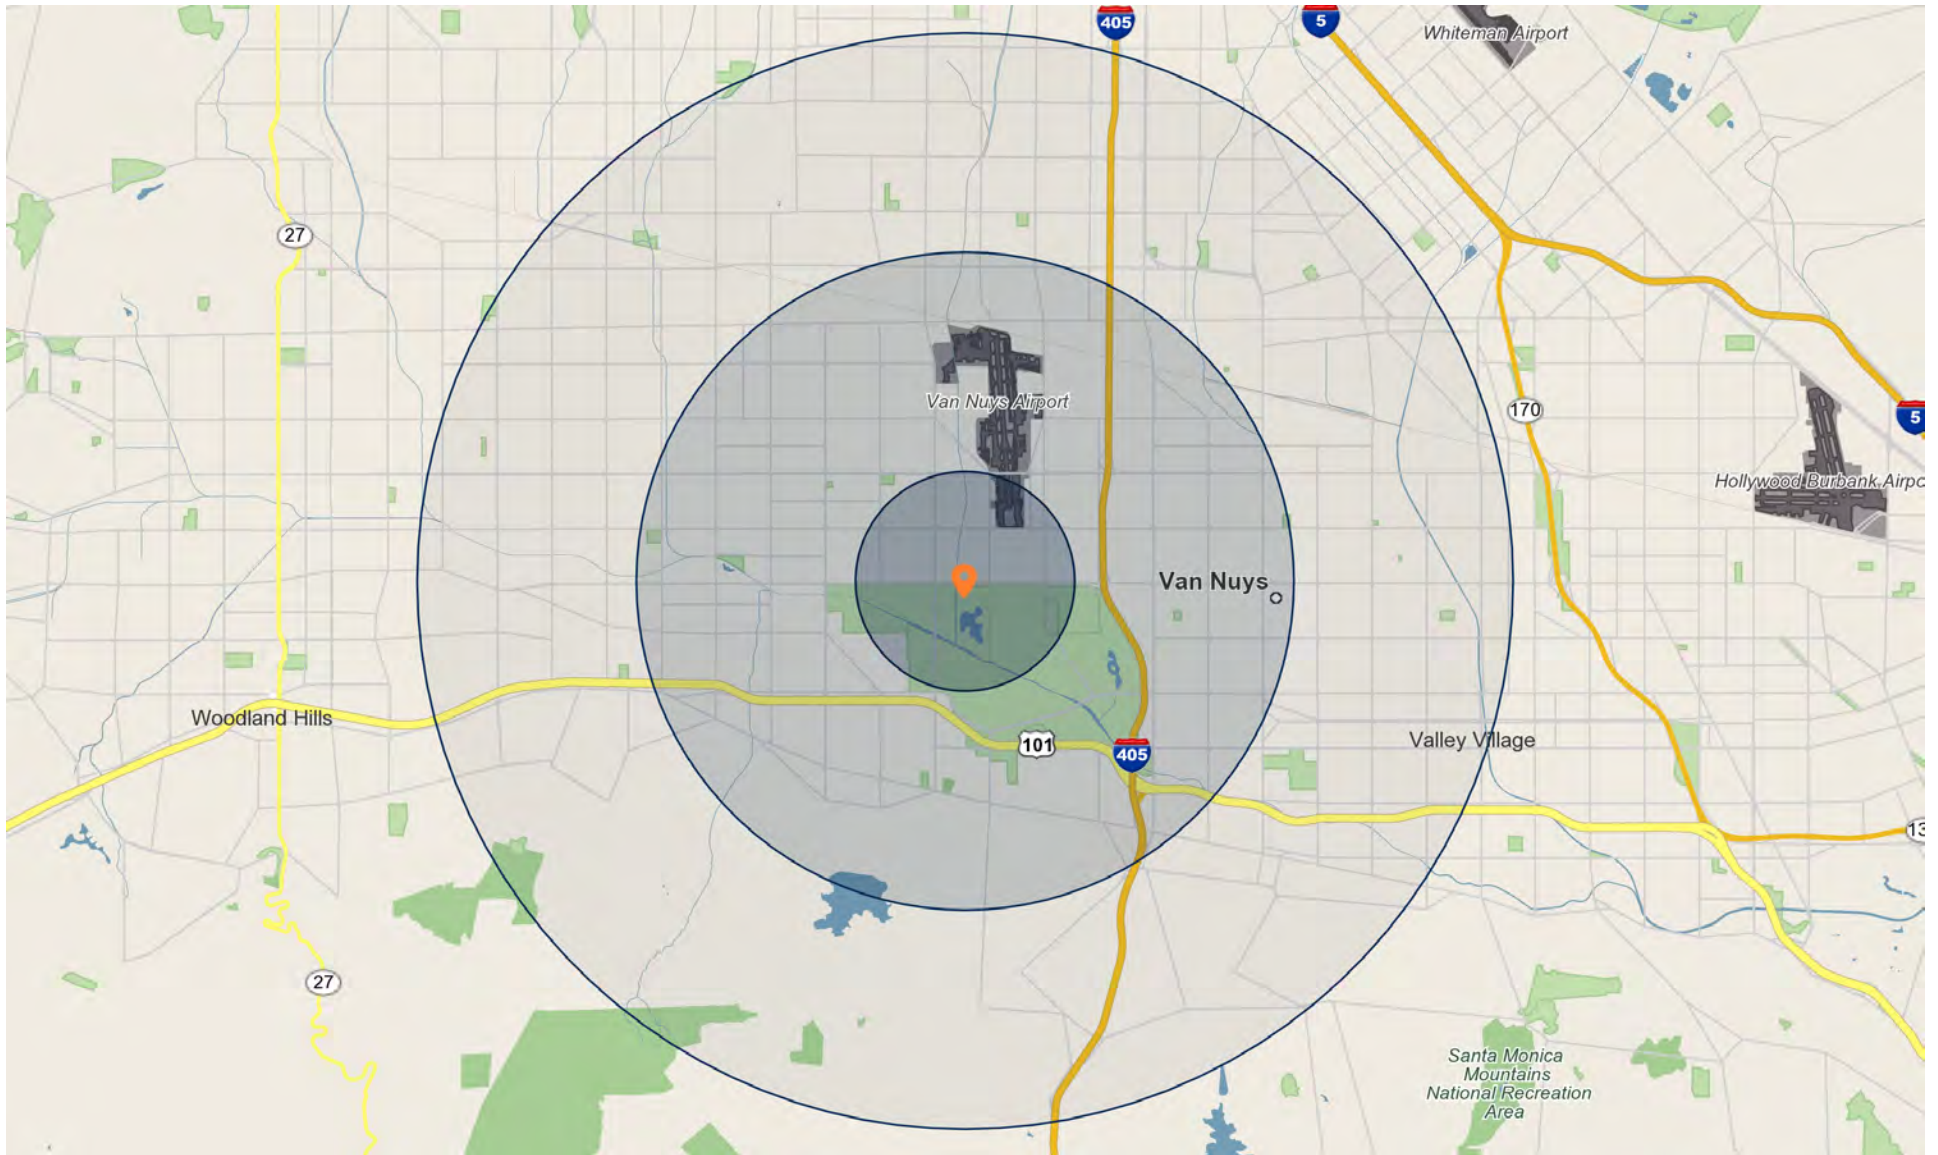 405
5
Whiteman Airport
27
Van Nuys Airport
170
5
Hollywood Burbank Airpo
Van Nuys
Woodland Hills
101
405
Valley Village
13
27
Santa Monica
Mountains
National Recreation
Area